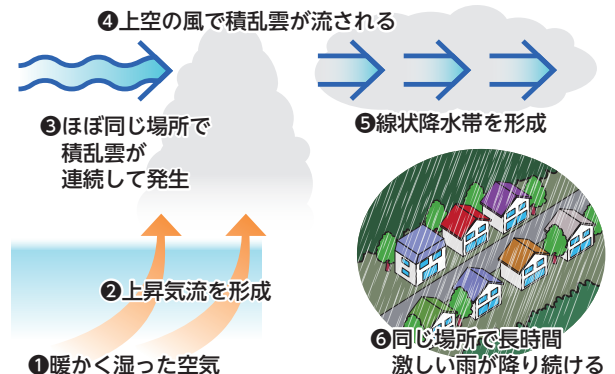 ❹上空の風で積乱雲が流される
❸ほぼ同じ場所で
積乱雲が
連続して発生
❺線状降水帯を形成
❷上昇気流を形成
❶暖かく湿った空気
❻同じ場所で長時間
激しい雨が降り続ける